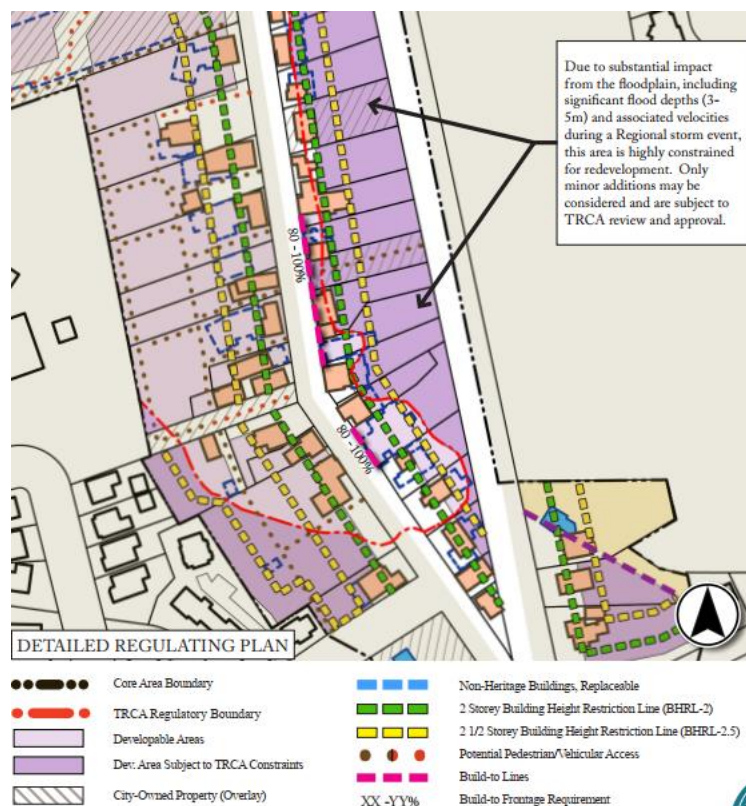 Due to substantial impact
from the floodplain, including
significant flood depths (3-
5m) and associated velocities
during a Regional storm event,
this area is highly constrained
for redevelopment. Only
minor additions may be
considered and are subject to
TRCA review and approval.
80 - 100%
80 - 100%
DETAILED REGULATING PLAN
Core Area Boundary
TRCA Regulatory Boundary
Developable Areas
Dev. Area Subject to TRCA Constraints
City-Owned Property (Overlay)
Non-Heritage Buildings, Replaceable
2 Storey Building Height Restriction Line (BHRL-2)
2 1/2 Storey Building Height Restriction Line (BHRL-2.5)
Potential Pedestrian/Vehicular Access
Build-to Lines
XX -YY% Build-to Frontage Requirement